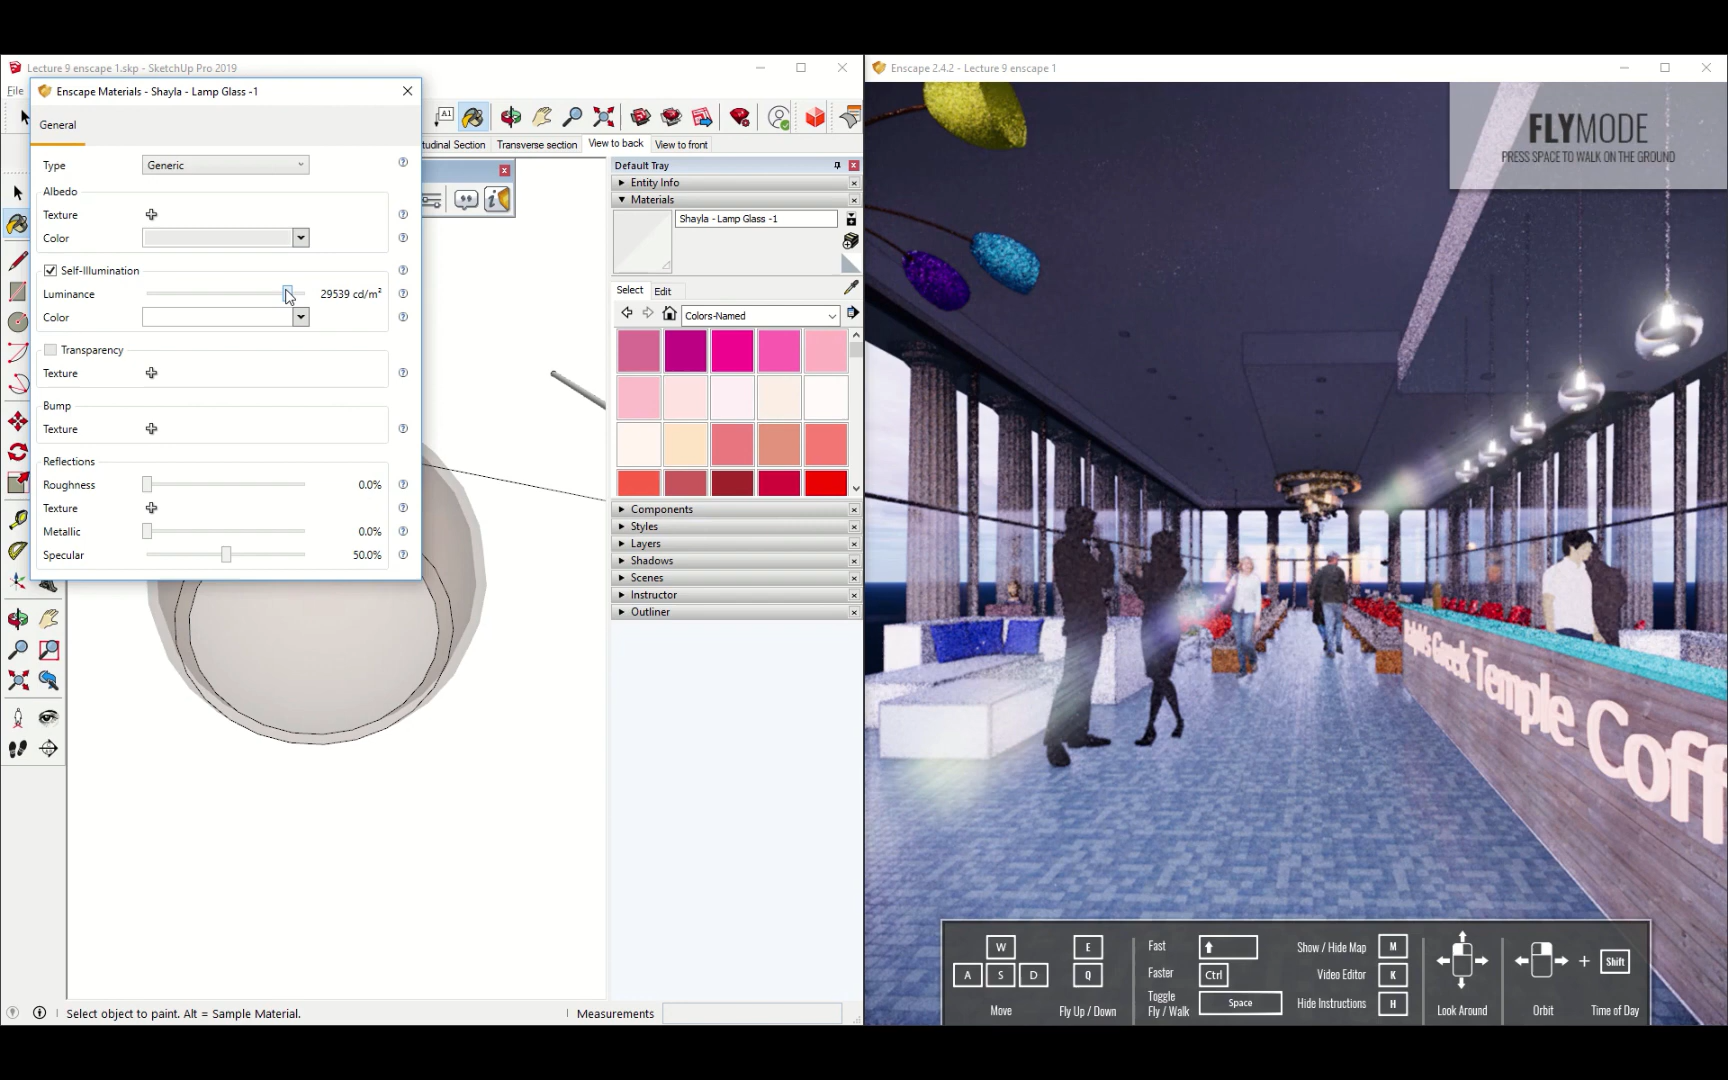 Lecture 9 enscape 1.skp - SketchUp Pro 2019
File
Enscape Materials - Shayla - Lamp Glass -1
General
Type
Generic
Albedo
Texture
Color
Self-Illumination
Luminance
29539 cd/m²
Color
Transparency
Texture
Bump
Texture
Reflections
Roughness
0.0%
Texture
Metallic
0.0%
Specular
50.0%
A1
tudinal Section
Transverse section
View to back
View to front
Default Tray
Entity Info
Materials
Shayla - Lamp Glass -1
Select
Edit
Colors-Named
Components
Styles
Layers
Shadows
Scenes
Instructor
Outliner
Select object to paint. Alt = Sample Material.
Measurements
Enscape 2.4.2 - Lecture 9 enscape 1
FLYMODE
PRESS SPACE TO WALK ON THE GROUND
Greek Temple Coff
W
A S D
Move
E
Q
Fly Up / Down
Fast
Faster
Ctrl
Toggle
Fly / Walk
Space
Show / Hide Map
M
Video Editor
K
Hide Instructions
H
Look Around
Orbit
+ Shift
Time of Day